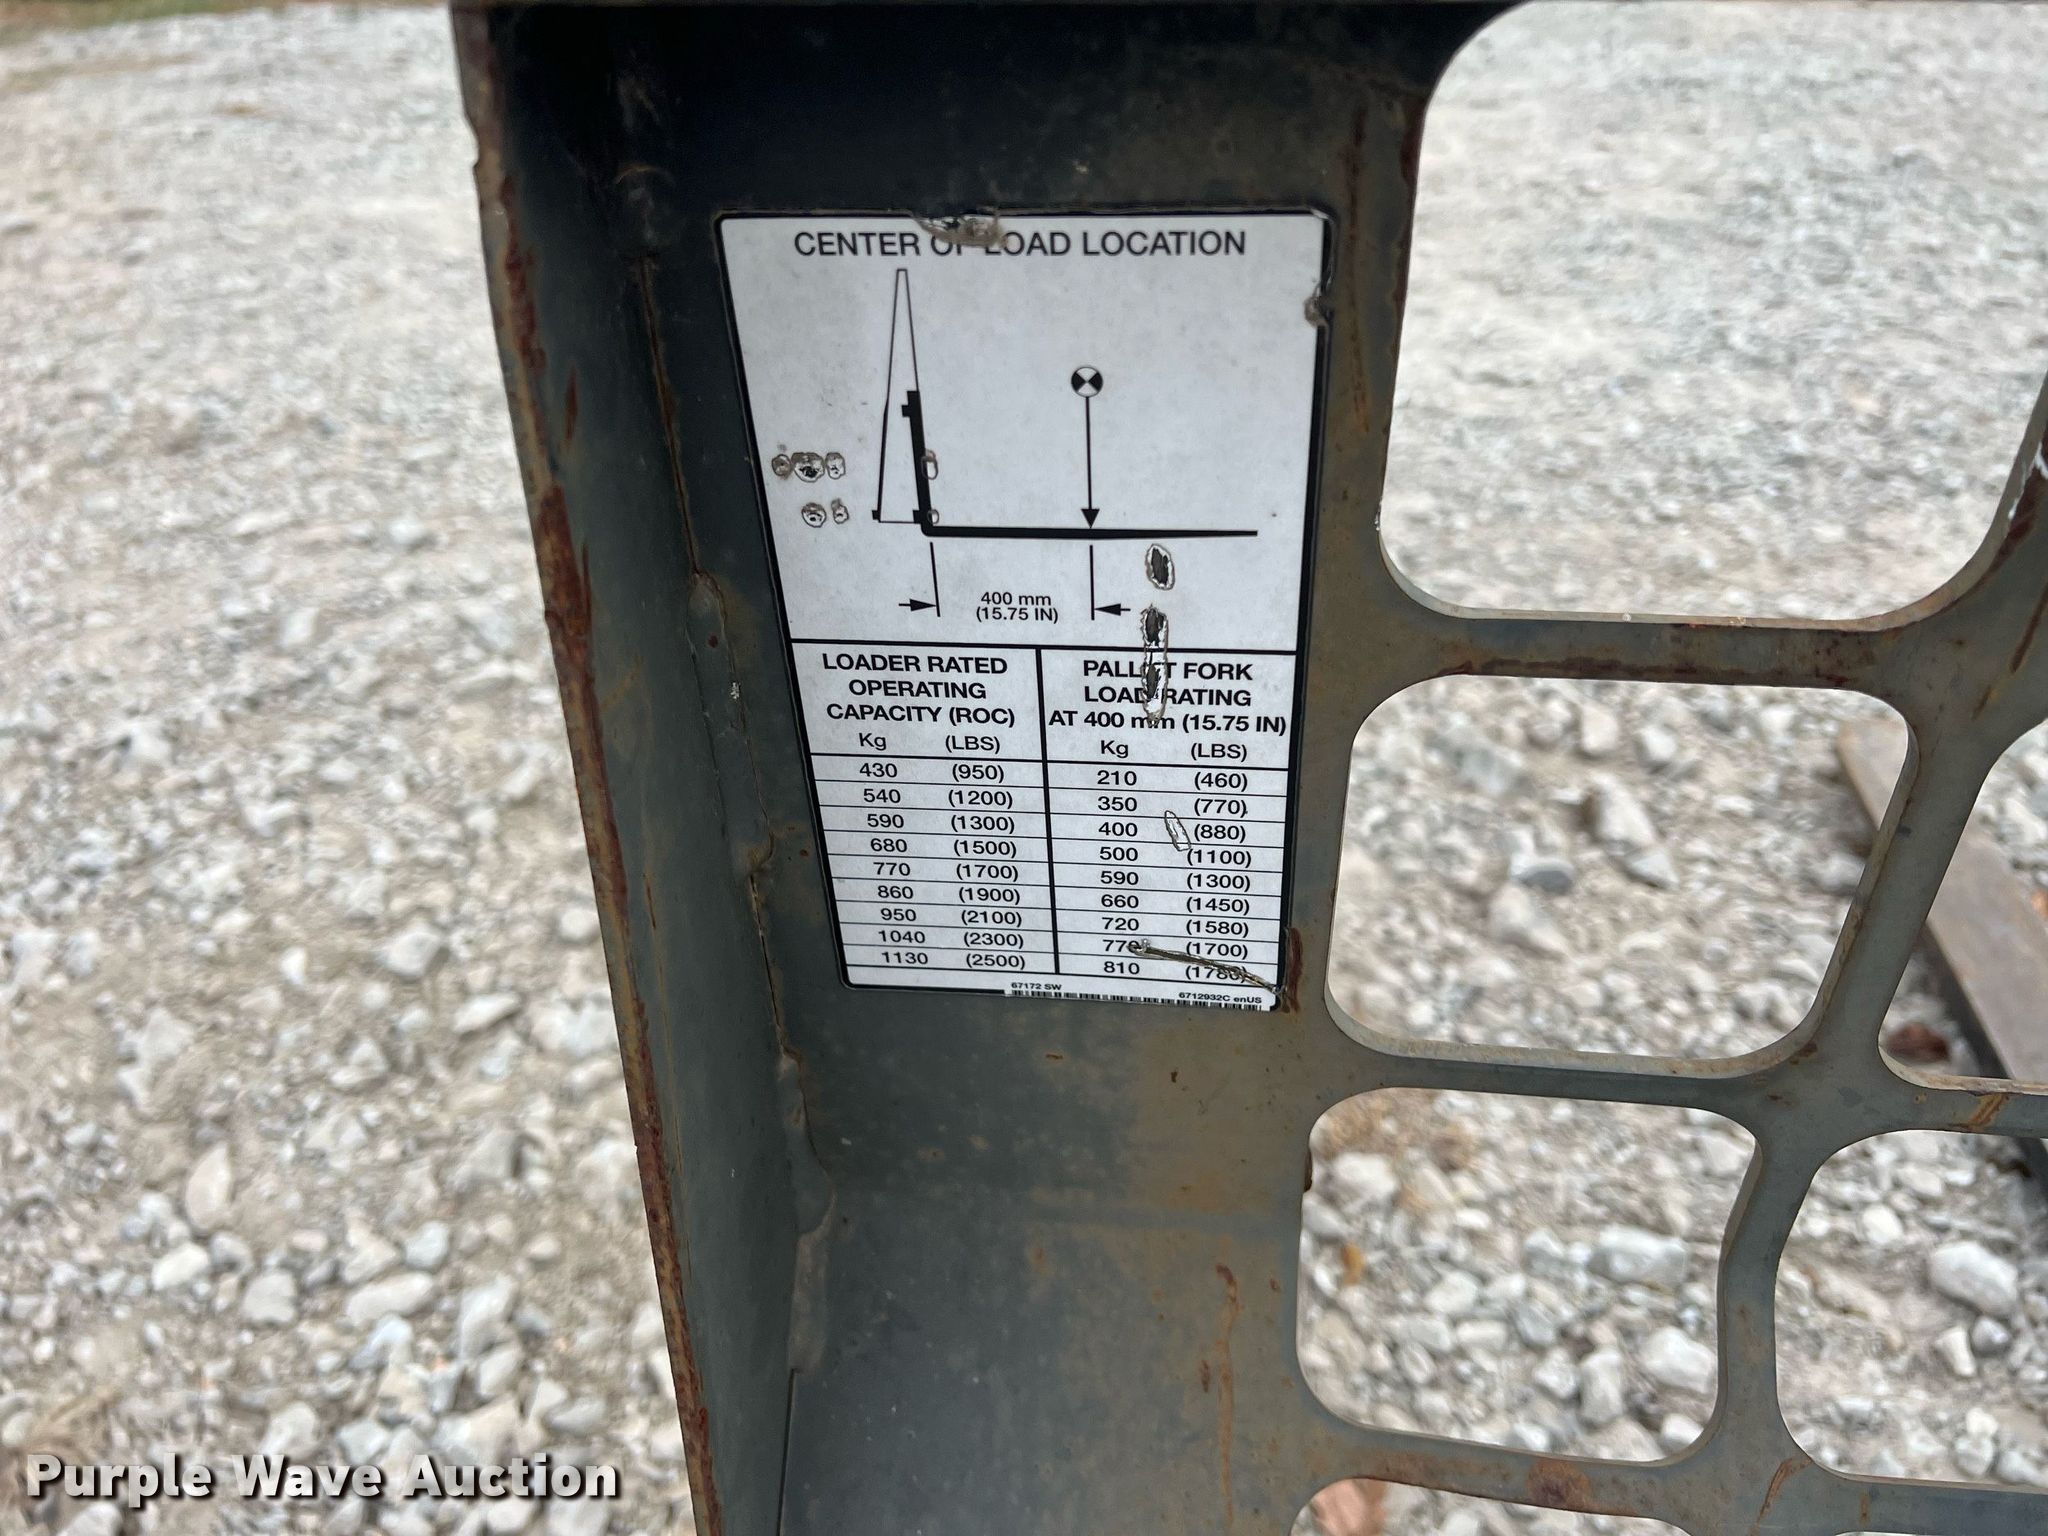 CENTER OF LOAD LOCATION
400 mm
(15.75 IN)
LOADER RATED
OPERATING
CAPACITY (ROC)
Kg (LBS)
PALLET FORK
LOAD RATING
AT 400 mm (15.75 IN)
Kg (LBS)
430 (950) 210 (460)
540 (1200) 350 (770)
590 (1300) 400 (880)
680 (1500) 500 (1100)
770 (1700) 590 (1300)
860 (1900) 660 (1450)
950 (2100) 720 (1580)
1040 (2300) 770 (1700)
1130 (2500) 810 (1780)
67172 SW 6712932C enUS
Purple Wave Auction